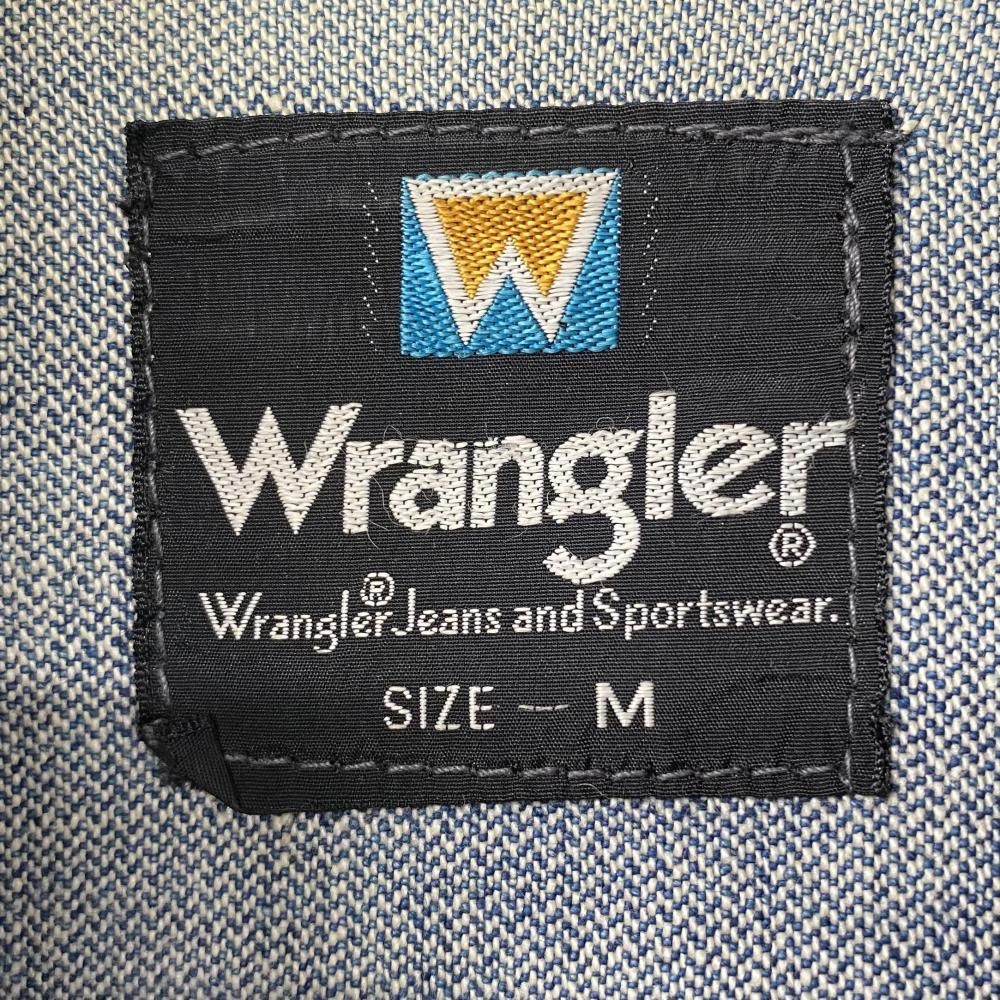 W
Wrangler®
Wrangler® Jeans and Sportswear.
SIZE — M